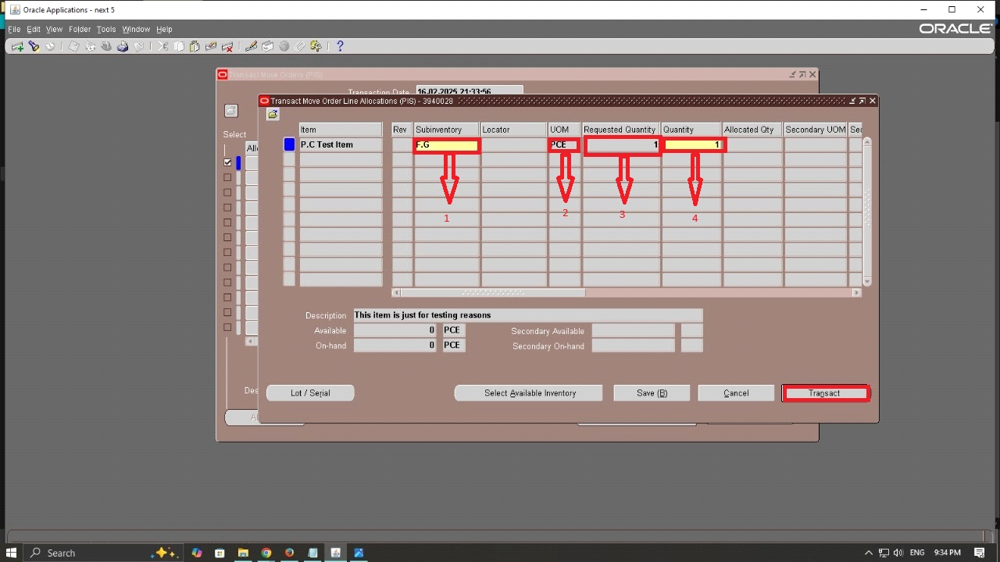 Oracle Applications - next 5
File Edit View Folder Tools Window Help
ORACLE
Transact Move Orders (PIS)
Transaction Date 16-02-2025 21:33:56
Transact Move Order Line Allocations (PIS) - 3940028
Select
Item Rev Subinventory Locator UOM Requested Quantity Quantity Allocated Qty Secondary UOM Sec
P.C Test Item F.G PCE 1 1
1 2 3 4
Description This item is just for testing reasons
Available 0 PCE Secondary Available
On-hand 0 PCE Secondary On-hand
Lot / Serial Select Available Inventory Save (B) Cancel Transact
Search ENG 9:34 PM